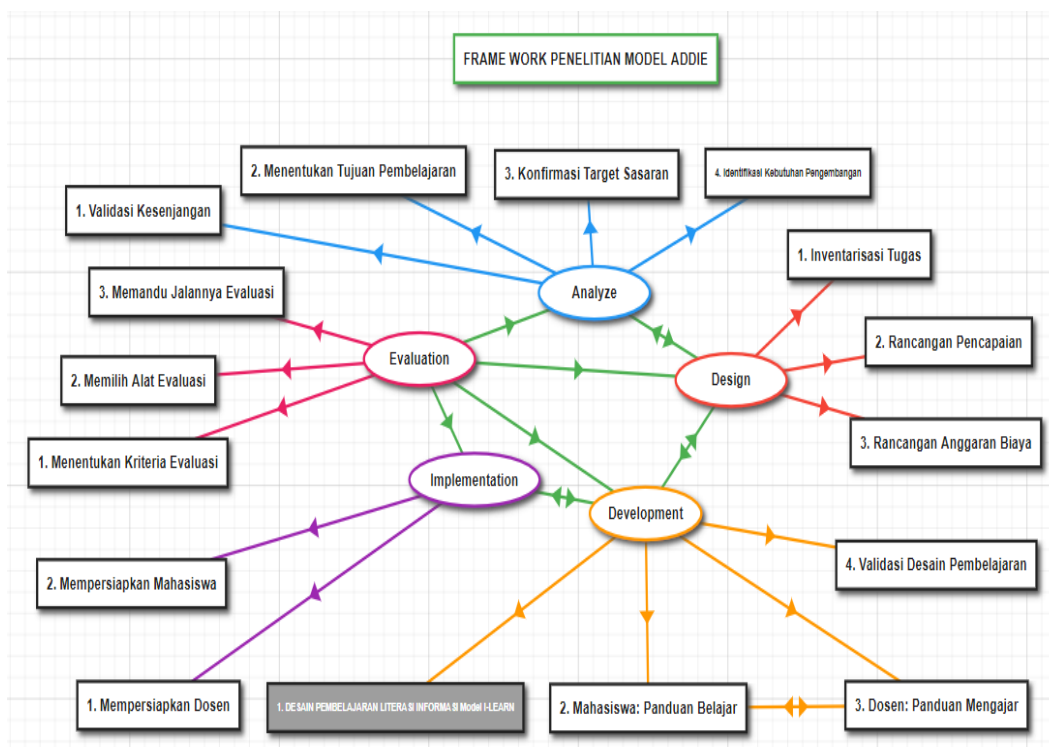 FRAME WORK PENELITIAN MODEL ADDIE
2. Menentukan Tujuan Pembelajaran
3. Konfirmasi Target Sasaran
4. Identifikasi Kebutuhan Pengembangan
1. Validasi Kesenjangan
1. Inventarisasi Tugas
Analyze
3. Memandu Jalannya Evaluasi
Evaluation
2. Rancangan Pencapaian
2. Memilih Alat Evaluasi
Design
3. Rancangan Anggaran Biaya
1. Menentukan Kriteria Evaluasi
Implementation
Development
4. Validasi Desain Pembelajaran
2. Mempersiapkan Mahasiswa
1. Mempersiapkan Dosen
1. DESAIN PEMBELAJARAN LITERASI INFORMASI Model I-LEARN
2. Mahasiswa: Panduan Belajar
3. Dosen: Panduan Mengajar